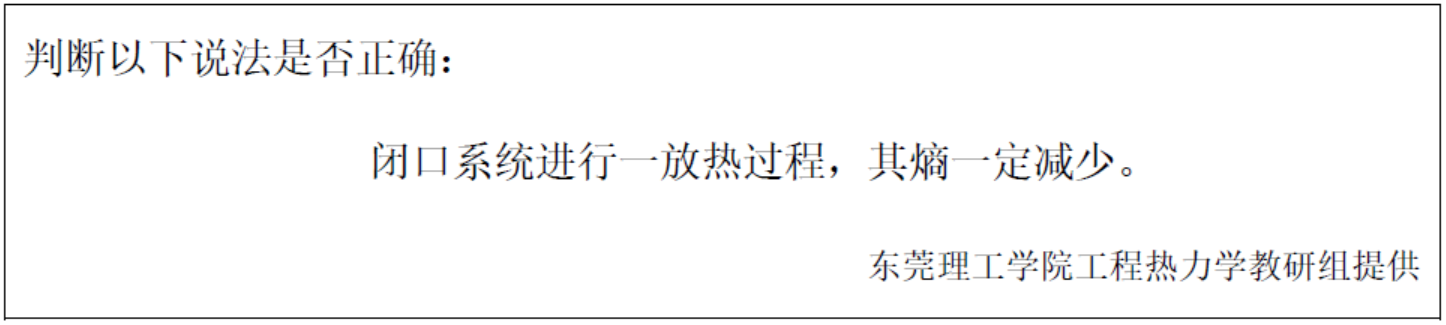 判断以下说法是否正确：
闭口系统进行一放热过程，其熵一定减少。
东莞理工学院工程热力学教研组提供